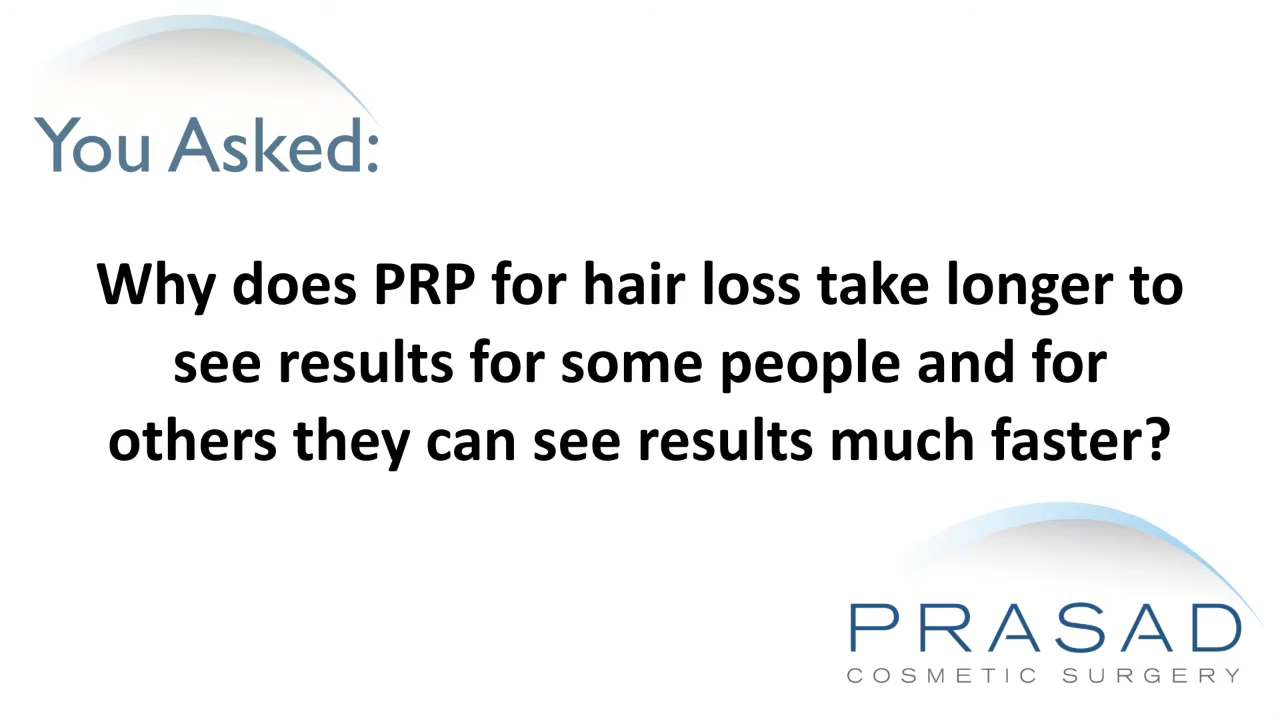 You Asked:
Why does PRP for hair loss take longer to
see results for some people and for
others they can see results much faster?
PRASAD
COSMETIC SURGERY